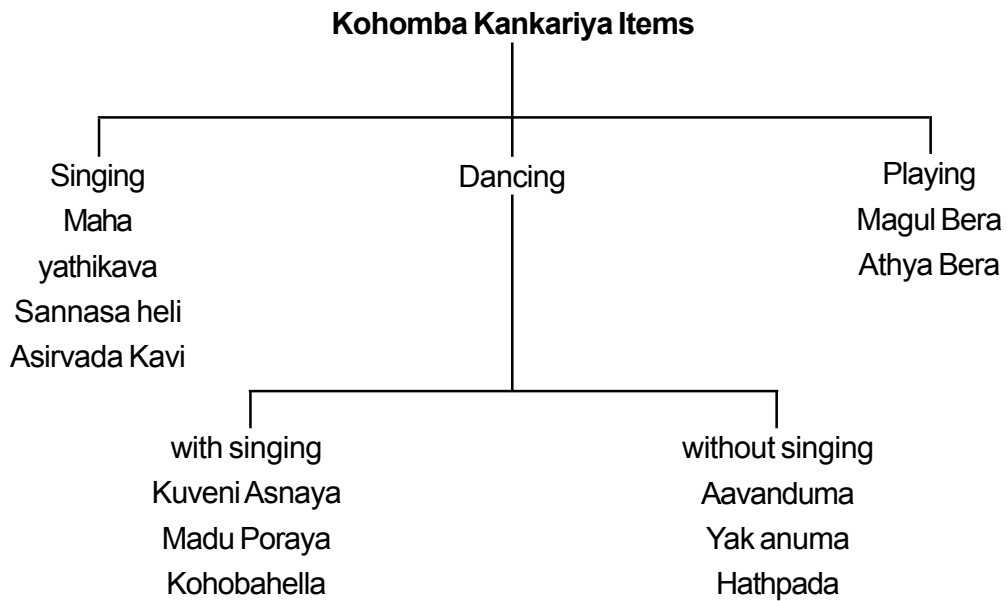 Kohomba Kankariya Items
Singing
Maha
yathikava
Sannasa heli
Asirvada Kavi
Dancing
Playing
Magul Bera
Athya Bera
with singing
Kuveni Asnaya
Madu Poraya
Kohobahella
without singing
Aavanduma
Yak anuma
Hathpada